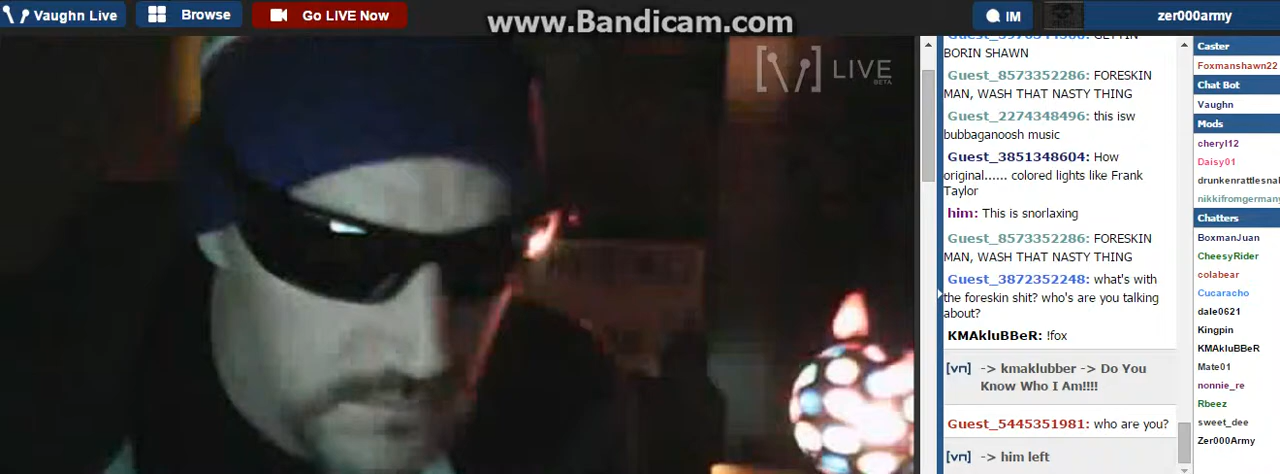 Vaughn Live
Browse
Go LIVE Now
www.Bandicam.com
IM
zer000army
[\/] LIVE
BETA
BORIN SHAWN
Guest_8573352286: FORESKIN
MAN, WASH THAT NASTY THING
Guest_2274348496: this isw
bubbaganoosh music
Guest_3851348604: How
original...... colored lights like Frank
Taylor
him: This is snorlaxing
Guest_8573352286: FORESKIN
MAN, WASH THAT NASTY THING
Guest_3872352248: what's with
the foreskin shit? who's are you talking
about?
KMAkluBBeR: !fox
[vn] -> kmaklubber -> Do You
Know Who I Am!!!!
Guest_5445351981: who are you?
[vn] -> him left
Caster
Foxmanshawn22
Chat Bot
Vaughn
Mods
cheryl12
Daisy01
drunkenrattlesnak
nikkifromgermany
Chatters
BoxmanJuan
CheesyRider
colabear
Cucaracho
dale0621
Kingpin
KMAkluBBeR
Mate01
nonnie_re
Rbeez
sweet_dee
Zer000Army